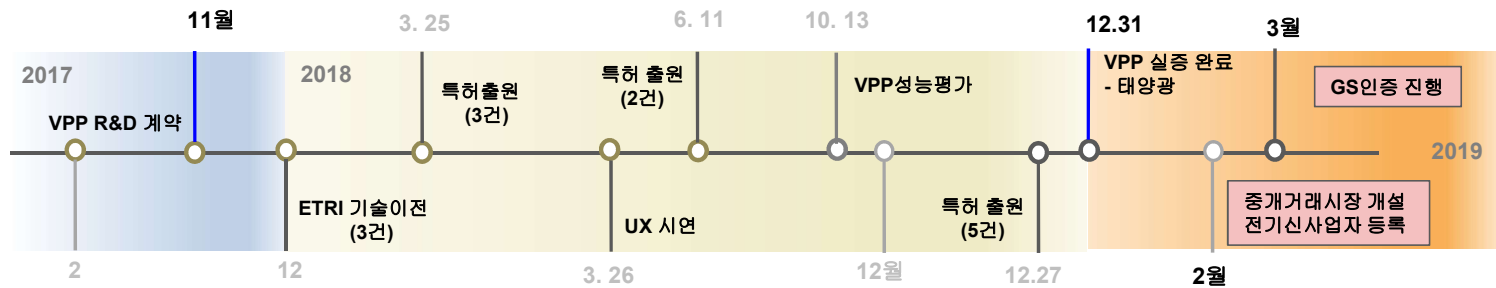 11월
3. 25
6. 11
10. 13
12.31
3월
2017
2018
VPP R&D 계약
특허출원
(3건)
특허 출원
(2건)
VPP성능평가
VPP 실증 완료
- 태양광
GS인증 진행
2019
ETRI 기술이전
(3건)
UX 시연
특허 출원
(5건)
중개거래시장 개설
전기신사업자 등록
2
12
3. 26
12월
12.27
2월